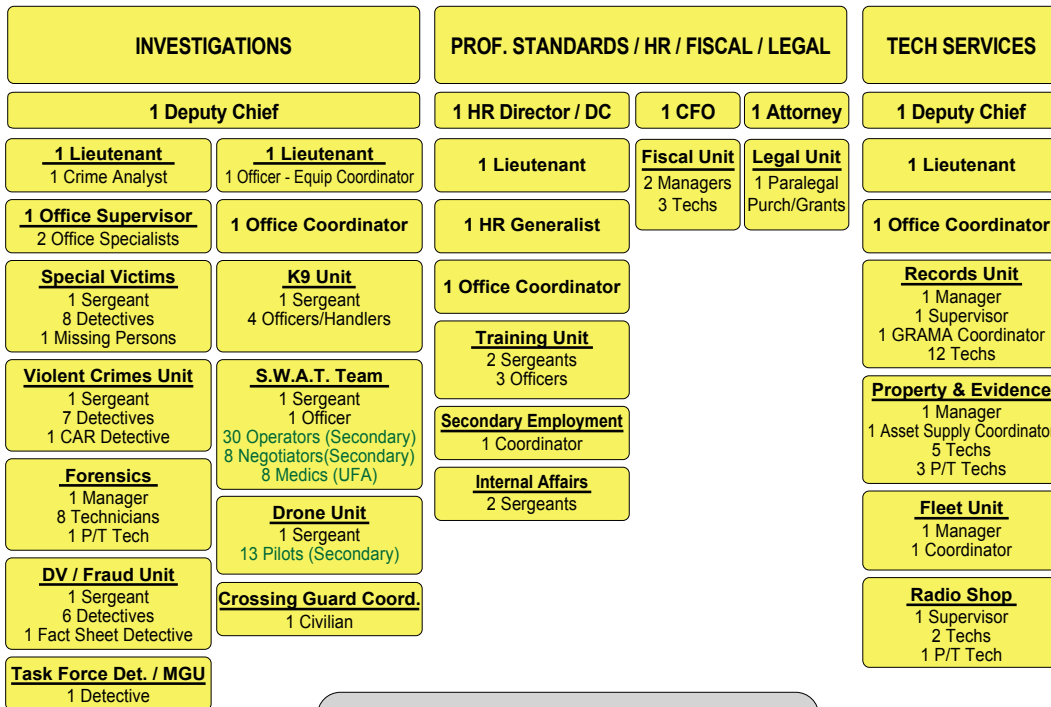 INVESTIGATIONS
1 Deputy Chief
1 Lieutenant
1 Crime Analyst
1 Office Supervisor
2 Office Specialists
Special Victims
1 Sergeant
8 Detectives
1 Missing Persons
Violent Crimes Unit
1 Sergeant
7 Detectives
1 CAR Detective
Forensics
1 Manager
8 Technicians
1 P/T Tech
DV / Fraud Unit
1 Sergeant
6 Detectives
1 Fact Sheet Detective
Task Force Det. / MGU
1 Detective
1 Lieutenant
1 Officer - Equip Coordinator
1 Office Coordinator
K9 Unit
1 Sergeant
4 Officers/Handlers
S.W.A.T. Team
1 Sergeant
1 Officer
30 Operators (Secondary)
8 Negotiators(Secondary)
8 Medics (UFA)
Drone Unit
1 Sergeant
13 Pilots (Secondary)
Crossing Guard Coord.
1 Civilian
PROF. STANDARDS / HR / FISCAL / LEGAL
1 HR Director / DC
1 Lieutenant
1 HR Generalist
1 Office Coordinator
Training Unit
2 Sergeants
3 Officers
Secondary Employment
1 Coordinator
Internal Affairs
2 Sergeants
1 CFO
Fiscal Unit
2 Managers
3 Techs
1 Attorney
Legal Unit
1 Paralegal
Purch/Grants
TECH SERVICES
1 Deputy Chief
1 Lieutenant
1 Office Coordinator
Records Unit
1 Manager
1 Supervisor
1 GRAMA Coordinator
12 Techs
Property & Evidence
1 Manager
1 Asset Supply Coordinator
5 Techs
3 P/T Techs
Fleet Unit
1 Manager
1 Coordinator
Radio Shop
1 Supervisor
2 Techs
1 P/T Tech